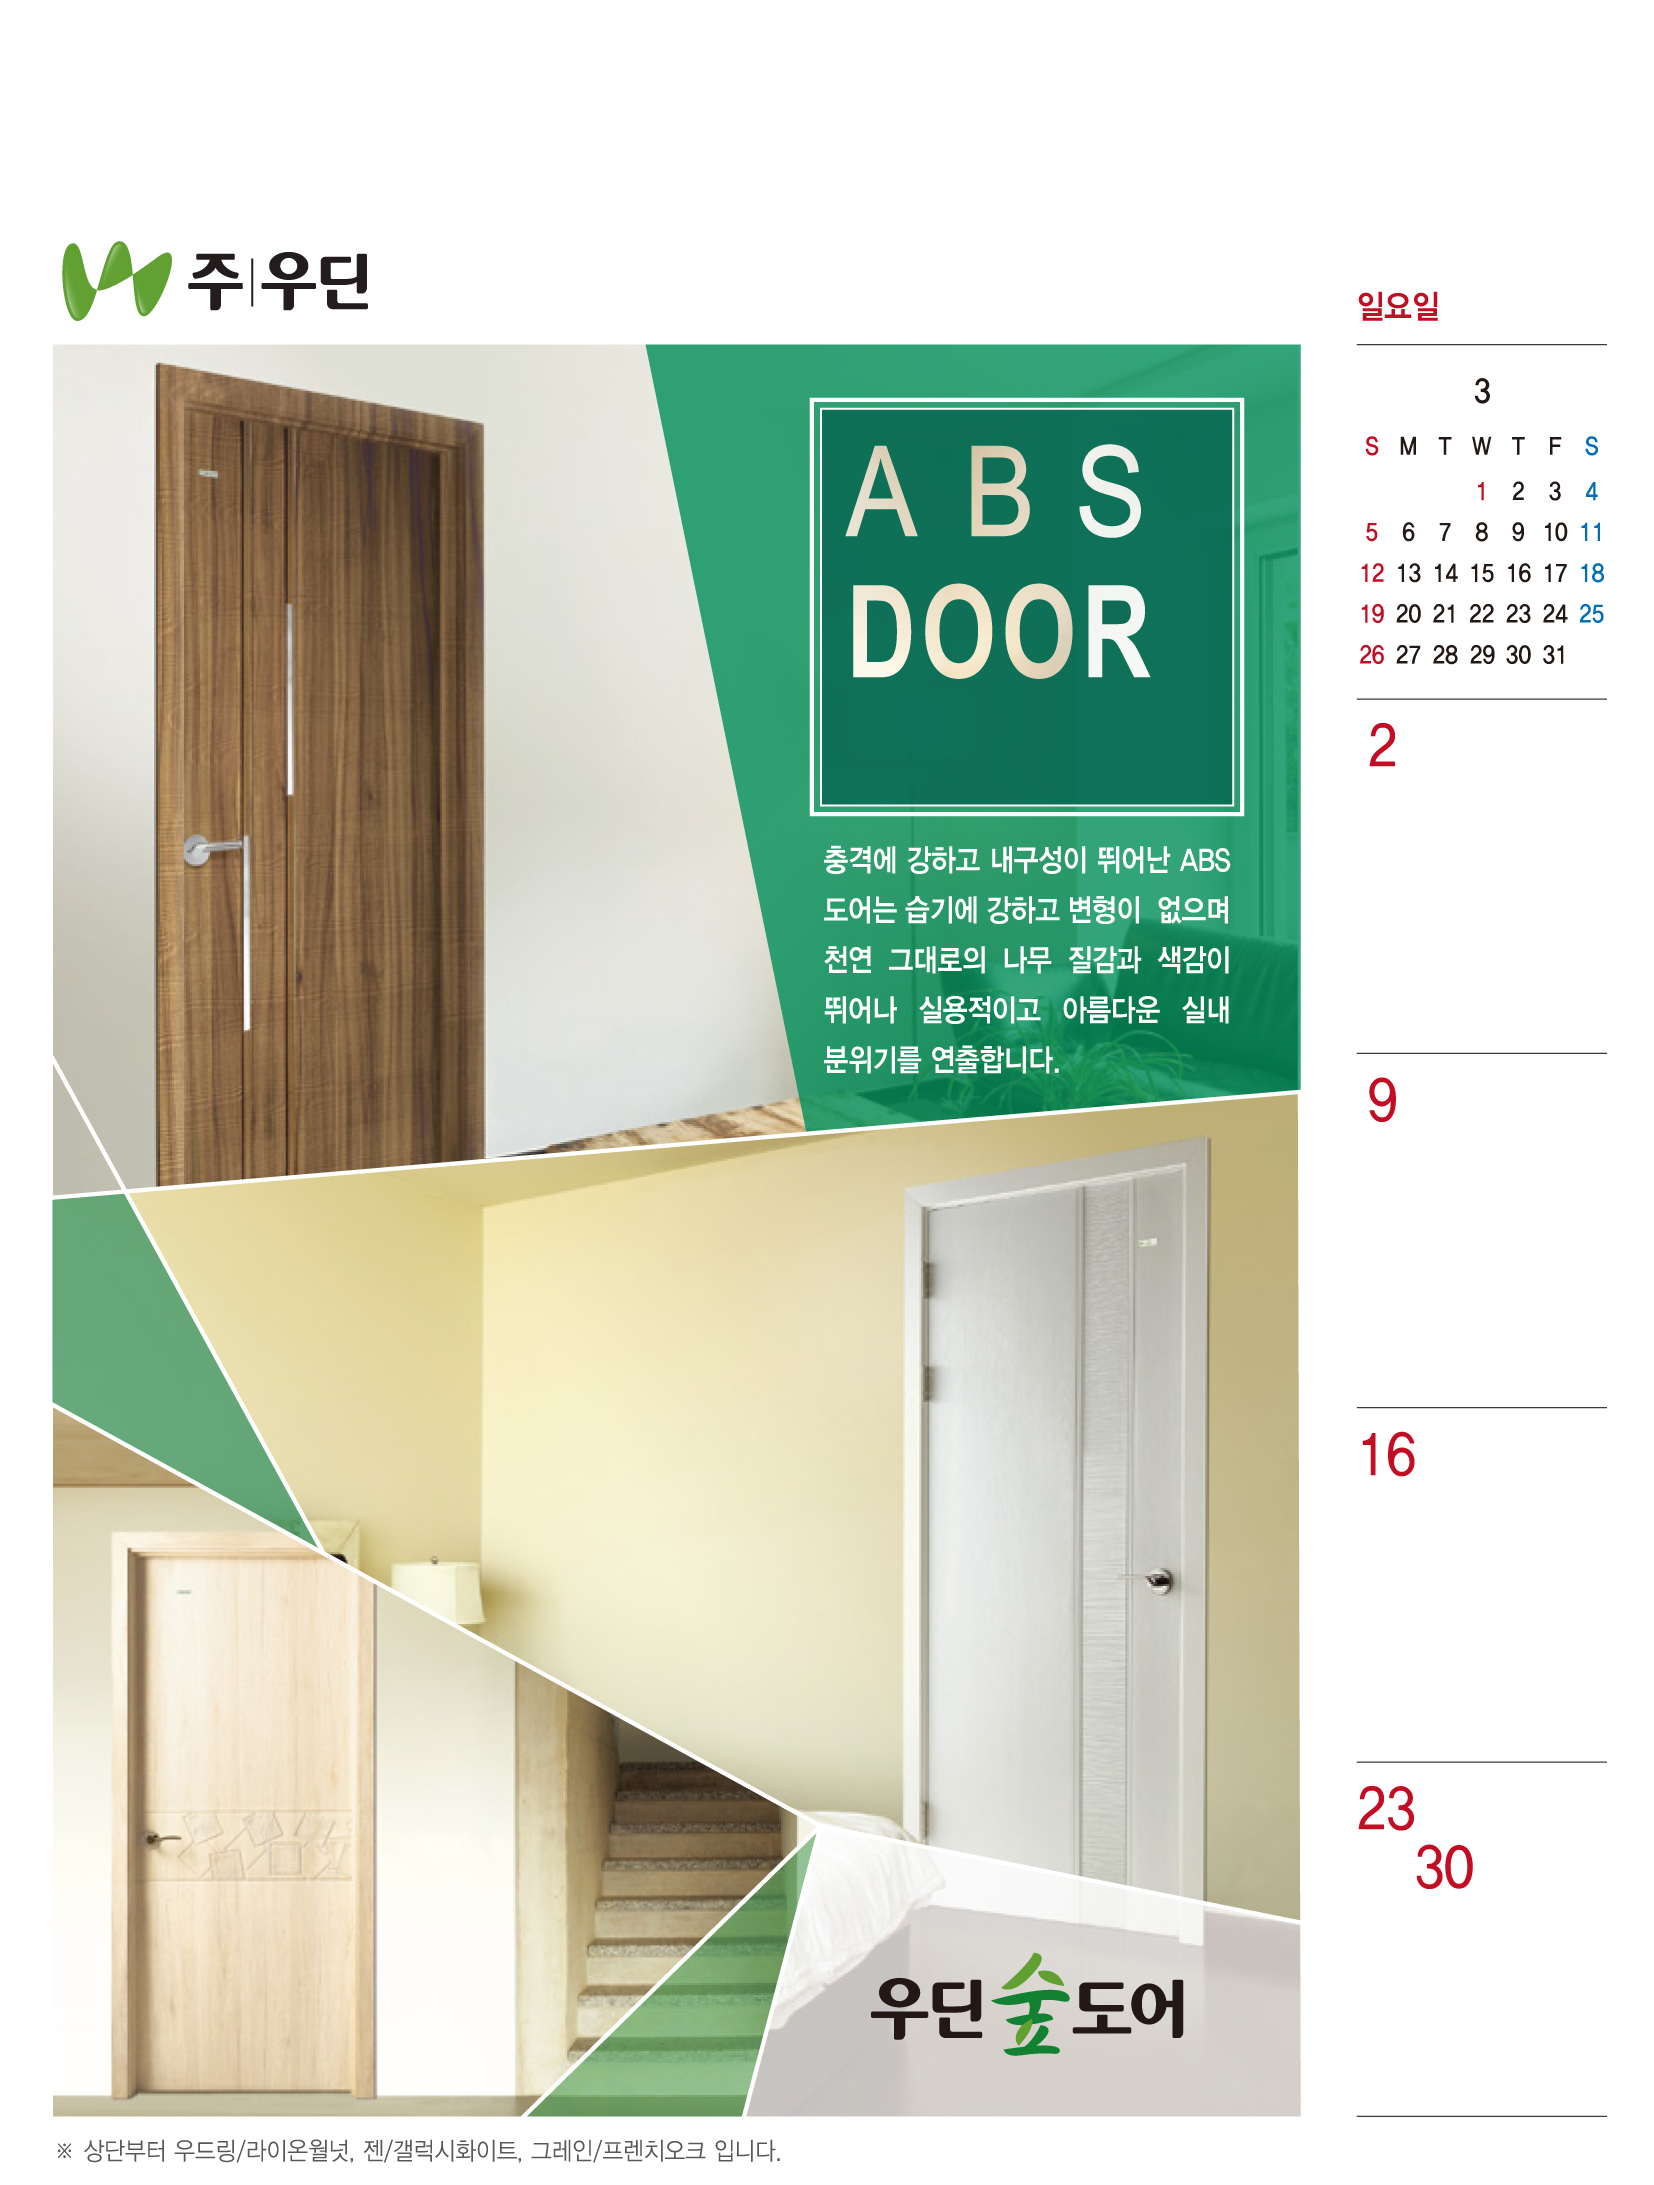 주|우딘
ABS
DOOR
충격에 강하고 내구성이 뛰어난 ABS
도어는 습기에 강하고 변형이 없으며
천연 그대로의 나무 질감과 색감이
뛰어나 실용적이고 아름다운 실내
분위기를 연출합니다.
우딘숲도어
※ 상단부터 우드링/라이온월넛, 젠/갤럭시화이트, 그레인/프렌치오크 입니다.
일요일
3
S M T W T F S
1 2 3 4
5 6 7 8 9 10 11
12 13 14 15 16 17 18
19 20 21 22 23 24 25
26 27 28 29 30 31
2
9
16
23
30